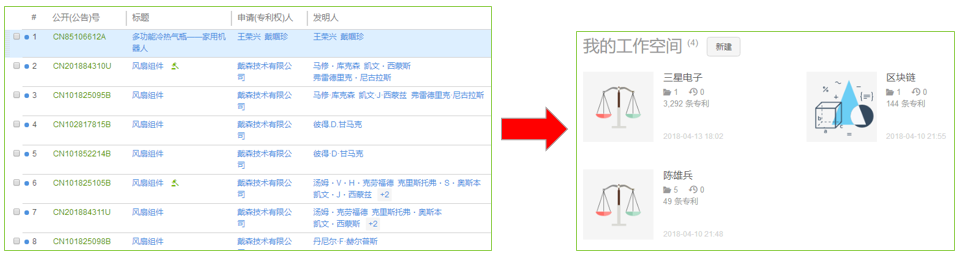 # 公开(公告)号 标题 申请(专利权)人 发明人
1 CN85106612A 多功能冷热气瓶——家用机器人 王荣兴 戴姻珍 王荣兴 戴姻珍
2 CN201884310U 风扇组件 戴森技术有限公司 马修·库克森 凯文·西蒙斯
弗雷德里克·尼古拉斯
3 CN101825095B 风扇组件 戴森技术有限公司 马修·库克森 凯文·J·西蒙兹 弗雷德里克·尼古拉斯
4 CN102817815B 风扇组件 戴森技术有限公司 彼得·D·甘马克
5 CN101852214B 风扇组件 戴森技术有限公司 彼得·D·甘马克
6 CN101825105B 风扇组件 戴森技术有限公司 汤姆·V·H·克劳福德 克里斯托弗·S·奥斯本
凯文·J·西蒙兹 +2
7 CN201884311U 风扇组件 戴森技术有限公司 汤姆·克劳福德 克里斯托弗·奥斯本
凯文·西蒙斯 +2
8 CN101825098B 风扇组件 戴森技术有限公 丹尼尔·F·赫尔蓓斯
我的工作空间 (4) 新建
三星电子
1 0
3,292 条专利
2018-04-13 18:02
区块链
1 0
144 条专利
2018-04-10 21:55
陈雄兵
5 0
49 条专利
2018-04-10 21:48